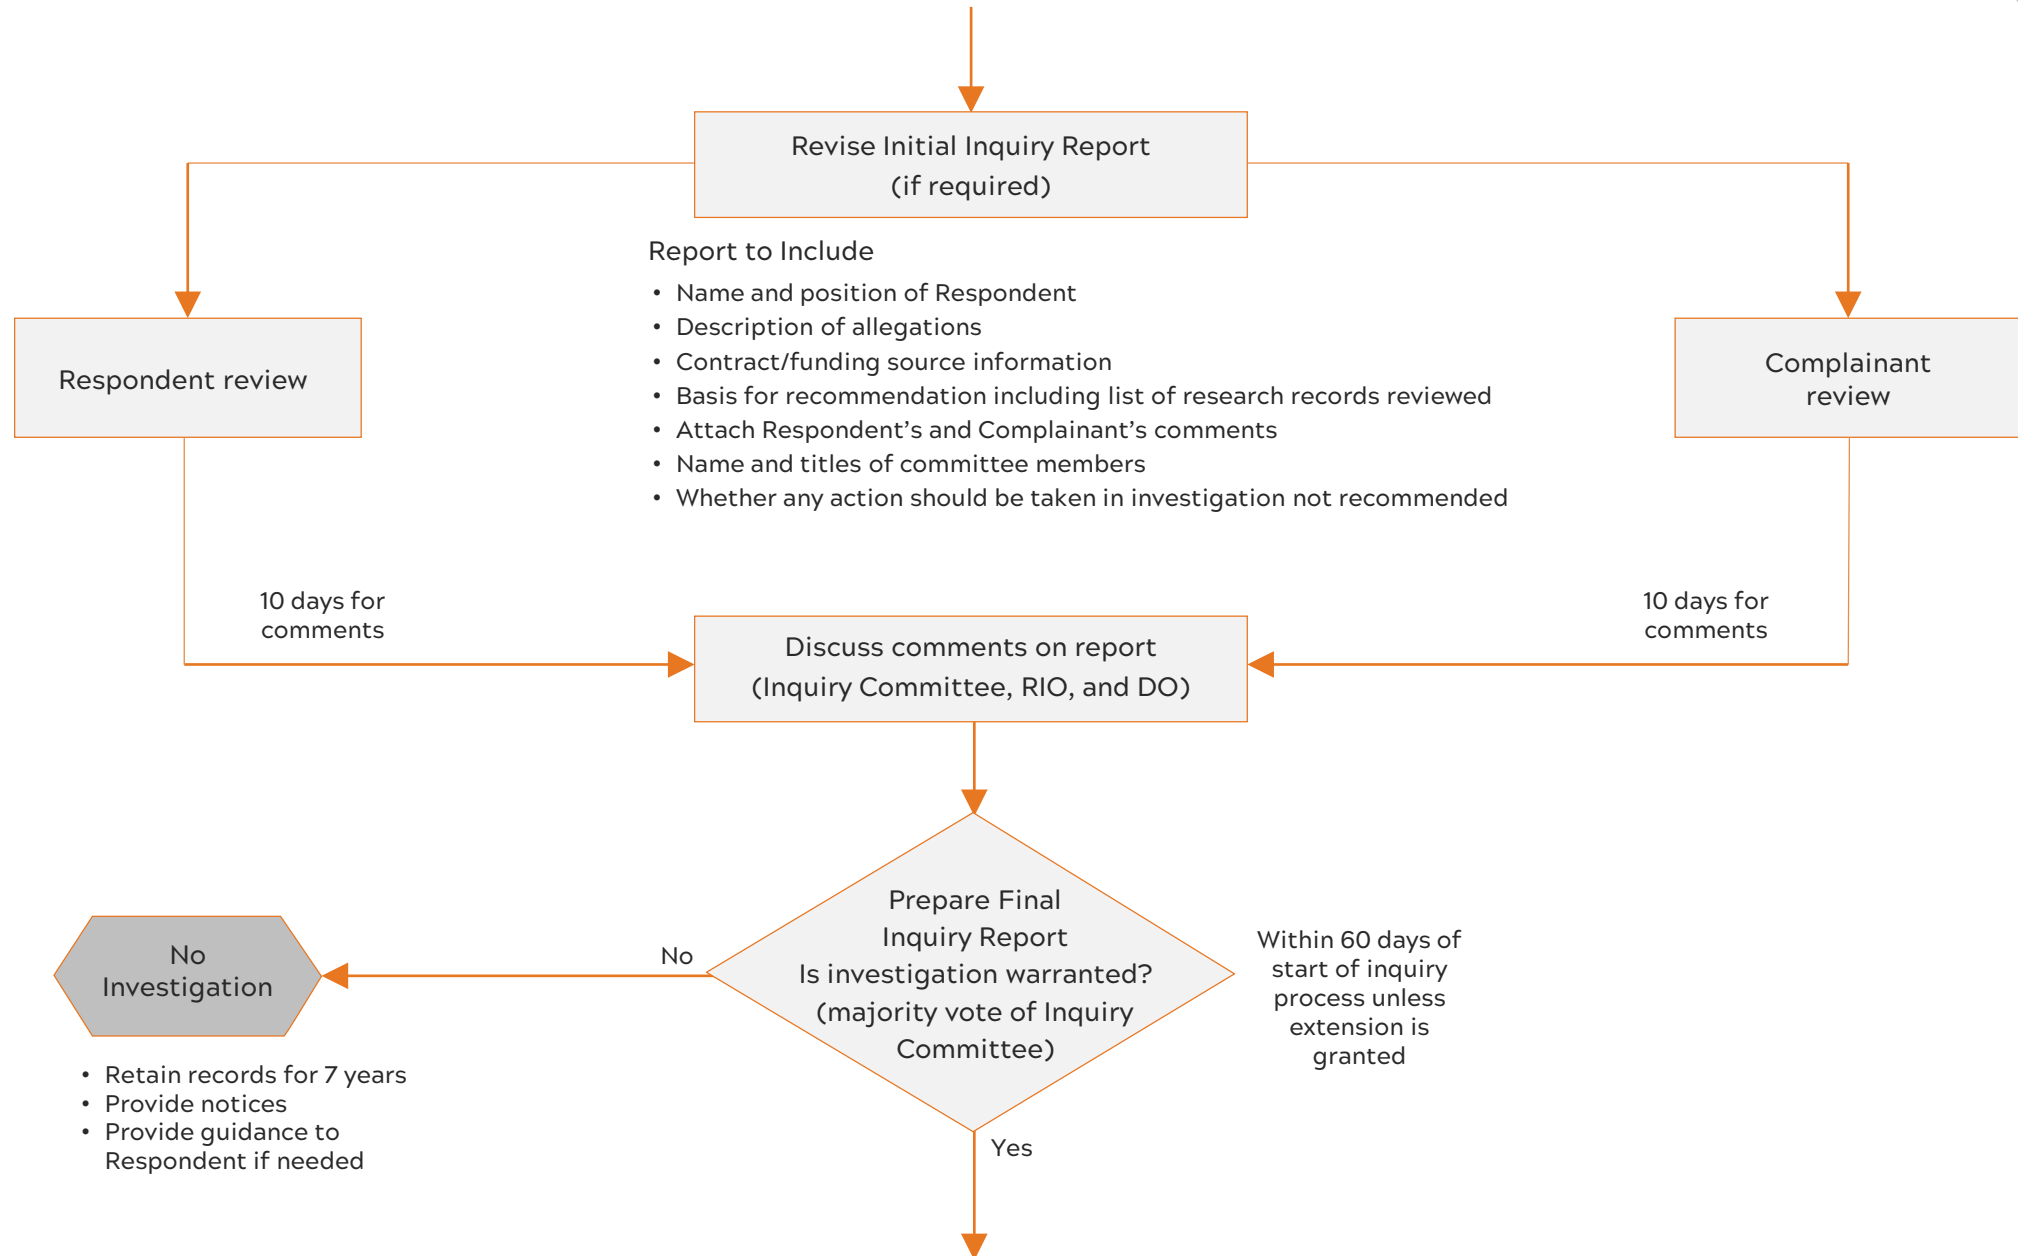 Revise Initial Inquiry Report
(if required)
Report to Include
• Name and position of Respondent
• Description of allegations
• Contract/funding source information
• Basis for recommendation including list of research records reviewed
• Attach Respondent’s and Complainant’s comments
• Name and titles of committee members
• Whether any action should be taken in investigation not recommended
Respondent review
Complainant
review
10 days for
comments
10 days for
comments
Discuss comments on report
(Inquiry Committee, RIO, and DO)
Prepare Final
Inquiry Report
Is investigation warranted?
(majority vote of Inquiry
Committee)
No
Within 60 days of
start of inquiry
process unless
extension is
granted
No
Investigation
• Retain records for 7 years
• Provide notices
• Provide guidance to
Respondent if needed
Yes